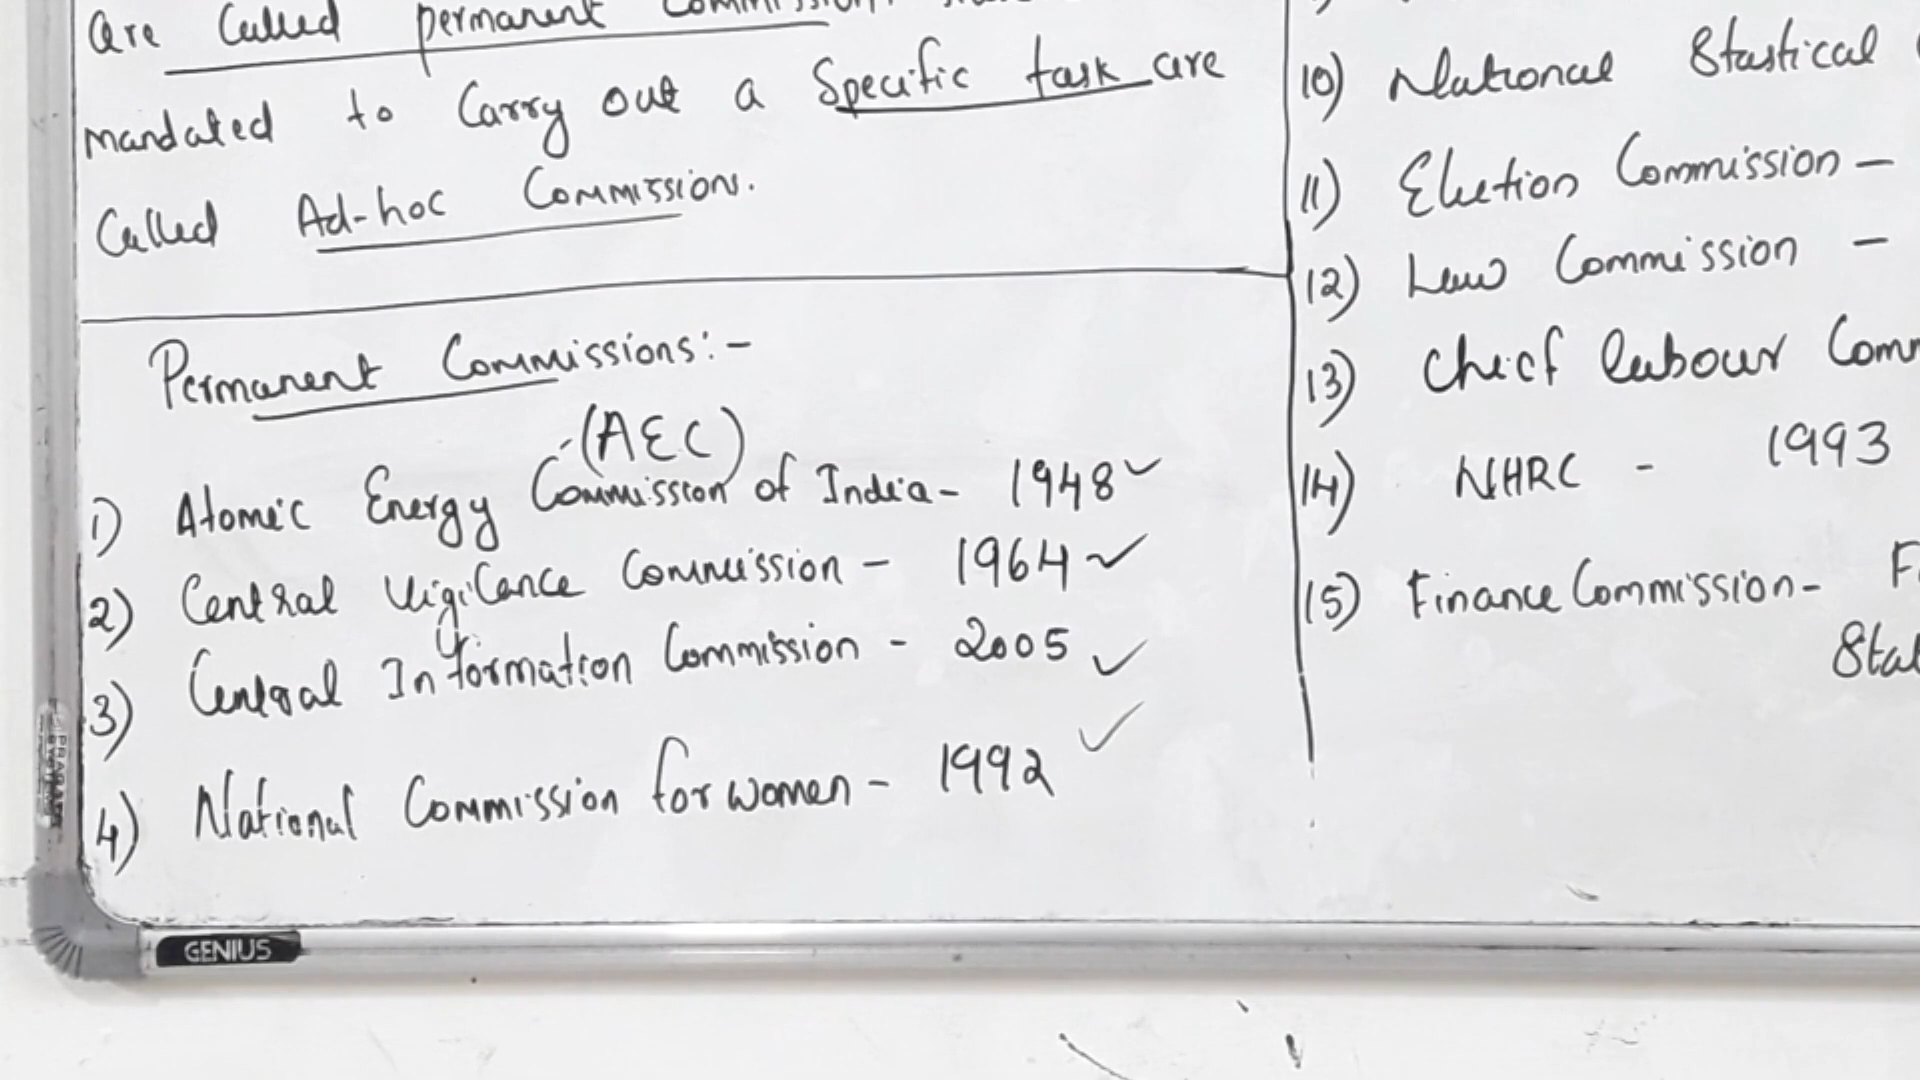 are Called permanent Commission
mandated to Carry out a Specific task are
Called Ad-hoc Commissions.
Permanent Commissions:-
(AEC)
1) Atomic Energy Commission of India - 1948 ✓
2) Central Vigilance Commission - 1964 ✓
3) Central Information Commission - 2005 ✓
4) National Commission for women - 1992 ✓
10) National Stastical
11) Election Commission -
12) Law Commission -
13) Chief labour Comm
14) NHRC - 1993
15) Finance Commission -
GENIUS